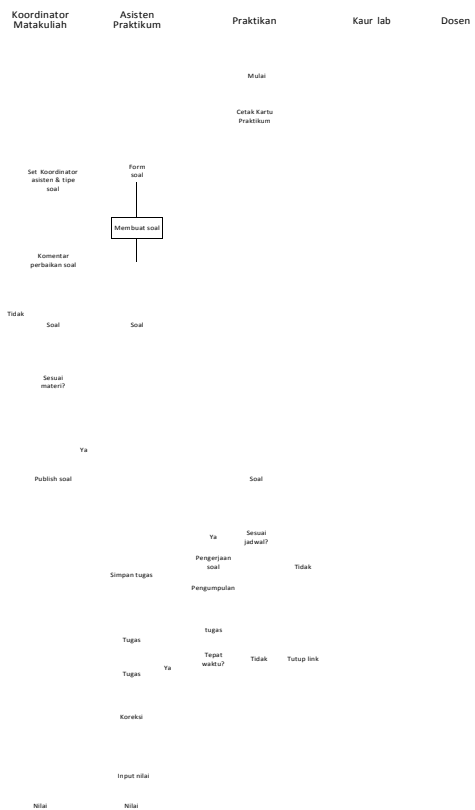 Koordinator
Matakuliah
Asisten
Praktikum
Praktikan
Kaur lab
Dosen
Mulai
Cetak Kartu
Praktikum
Set Koordinator
asisten & tipe
soal
Form
soal
Membuat soal
Komentar
perbaikan soal
Tidak
Soal
Soal
Sesuai
materi?
Ya
Publish soal
Soal
Sesuai
jadwal?
Ya
Pengerjaan
soal
Tidak
Simpan tugas
Pengumpulan
tugas
Tugas
Tepat
waktu?
Tidak
Tutup link
Ya
Tugas
Koreksi
Input nilai
Nilai
Nilai